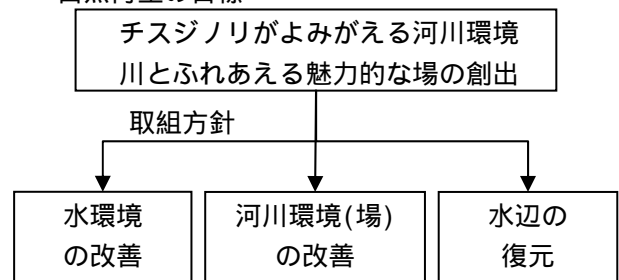 チスジノリがよみがえる河川環境
川とふれあえる魅力的な場の創出
取組方針
水環境
の改善
河川環境(場)
の改善
水辺の
復元